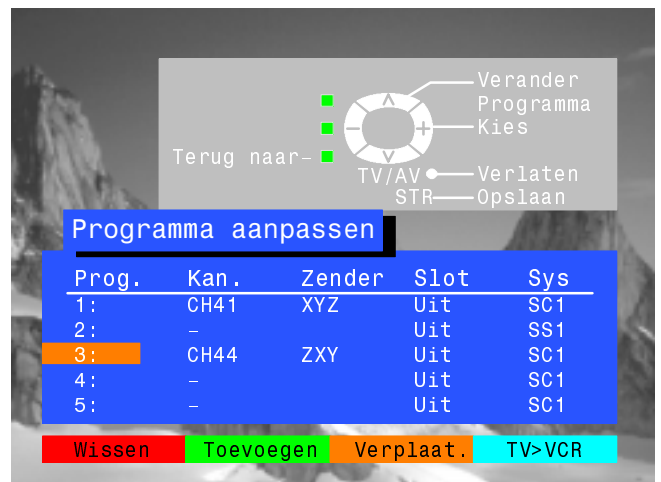 Verander
Programma
Kies
Terug naar-
TV/AV Verlaten
STR Opslaan
Programma aanpassen
Prog. Kan. Zender Slot Sys
1: CH41 XYZ Uit SC1
2: – Uit SS1
3: CH44 ZXY Uit SC1
4: – Uit SC1
5: – Uit SC1
Wissen Toevoegen Verplaat. TV>VCR